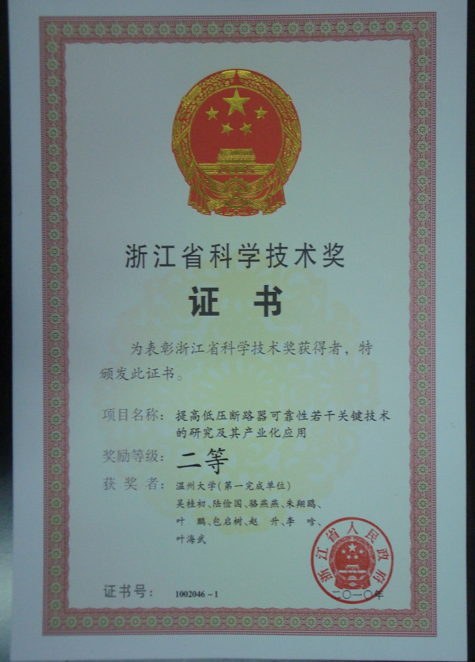 浙江省科学技术奖
证书
为表彰浙江省科学技术奖获得者，特
颁发此证书。
项目名称：提高低压断路器可靠性若干关键技术
的研究及其产业化应用
奖励等级：二等
获奖者：温州大学(第一完成单位)
吴桂初、陆俭国、骆燕燕、朱翔鸥、
叶 鹏、包启树、赵 升、李 玲、
叶海武
浙江省人民政府
二〇一〇年
证书号：1002046-1